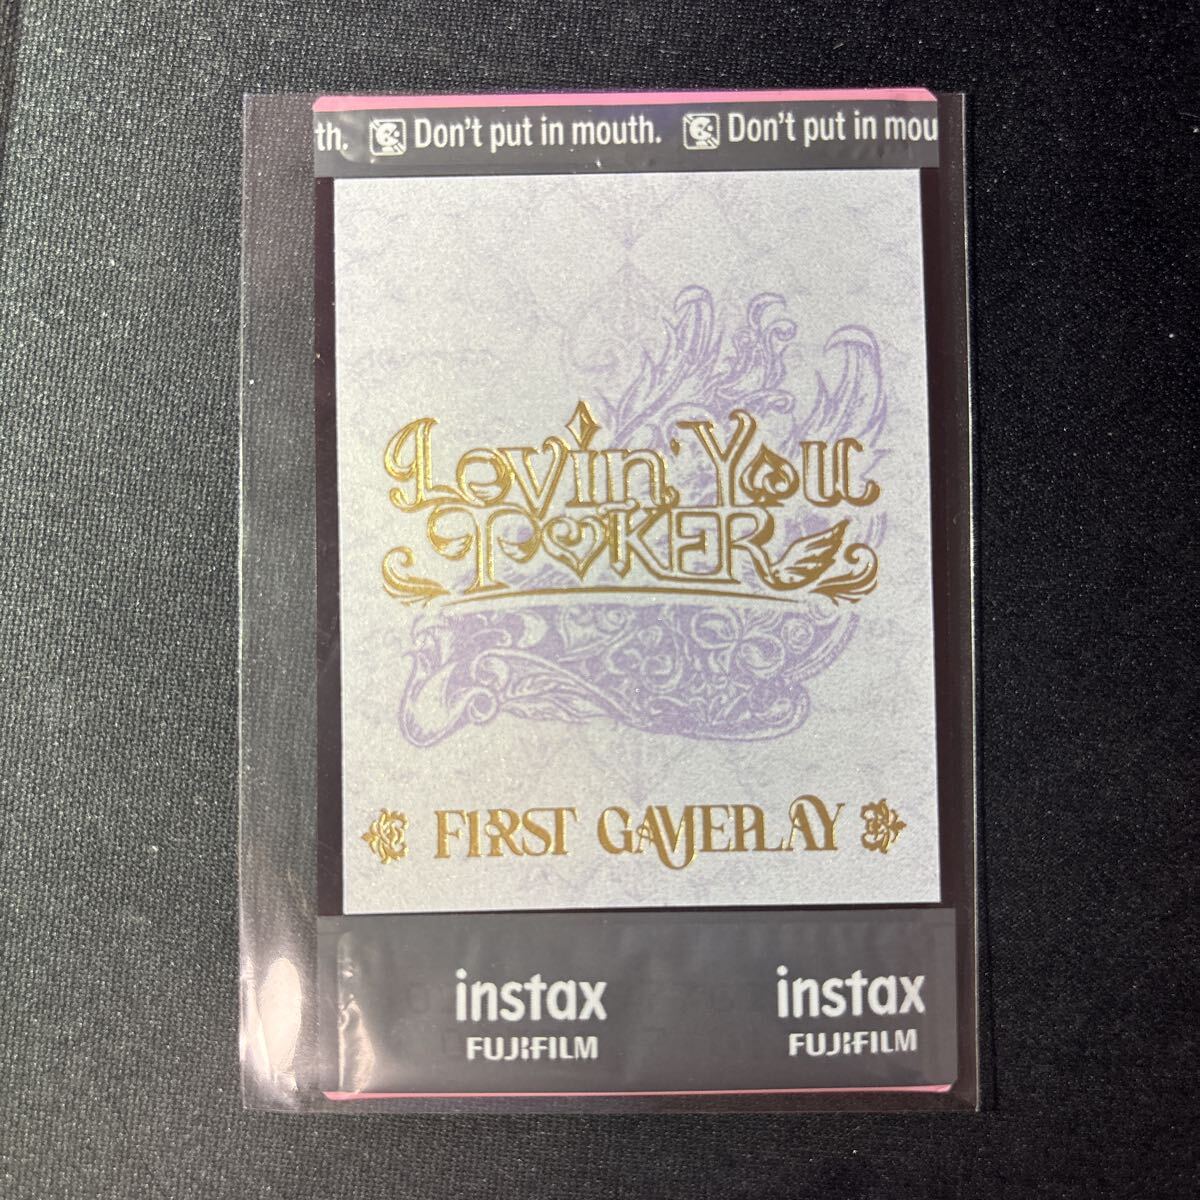 th. Don't put in mouth. Don't put in mou
Lovin' You
POKER
FIRST GAMEPLAY
instax instax
FUJIFILM FUJIFILM